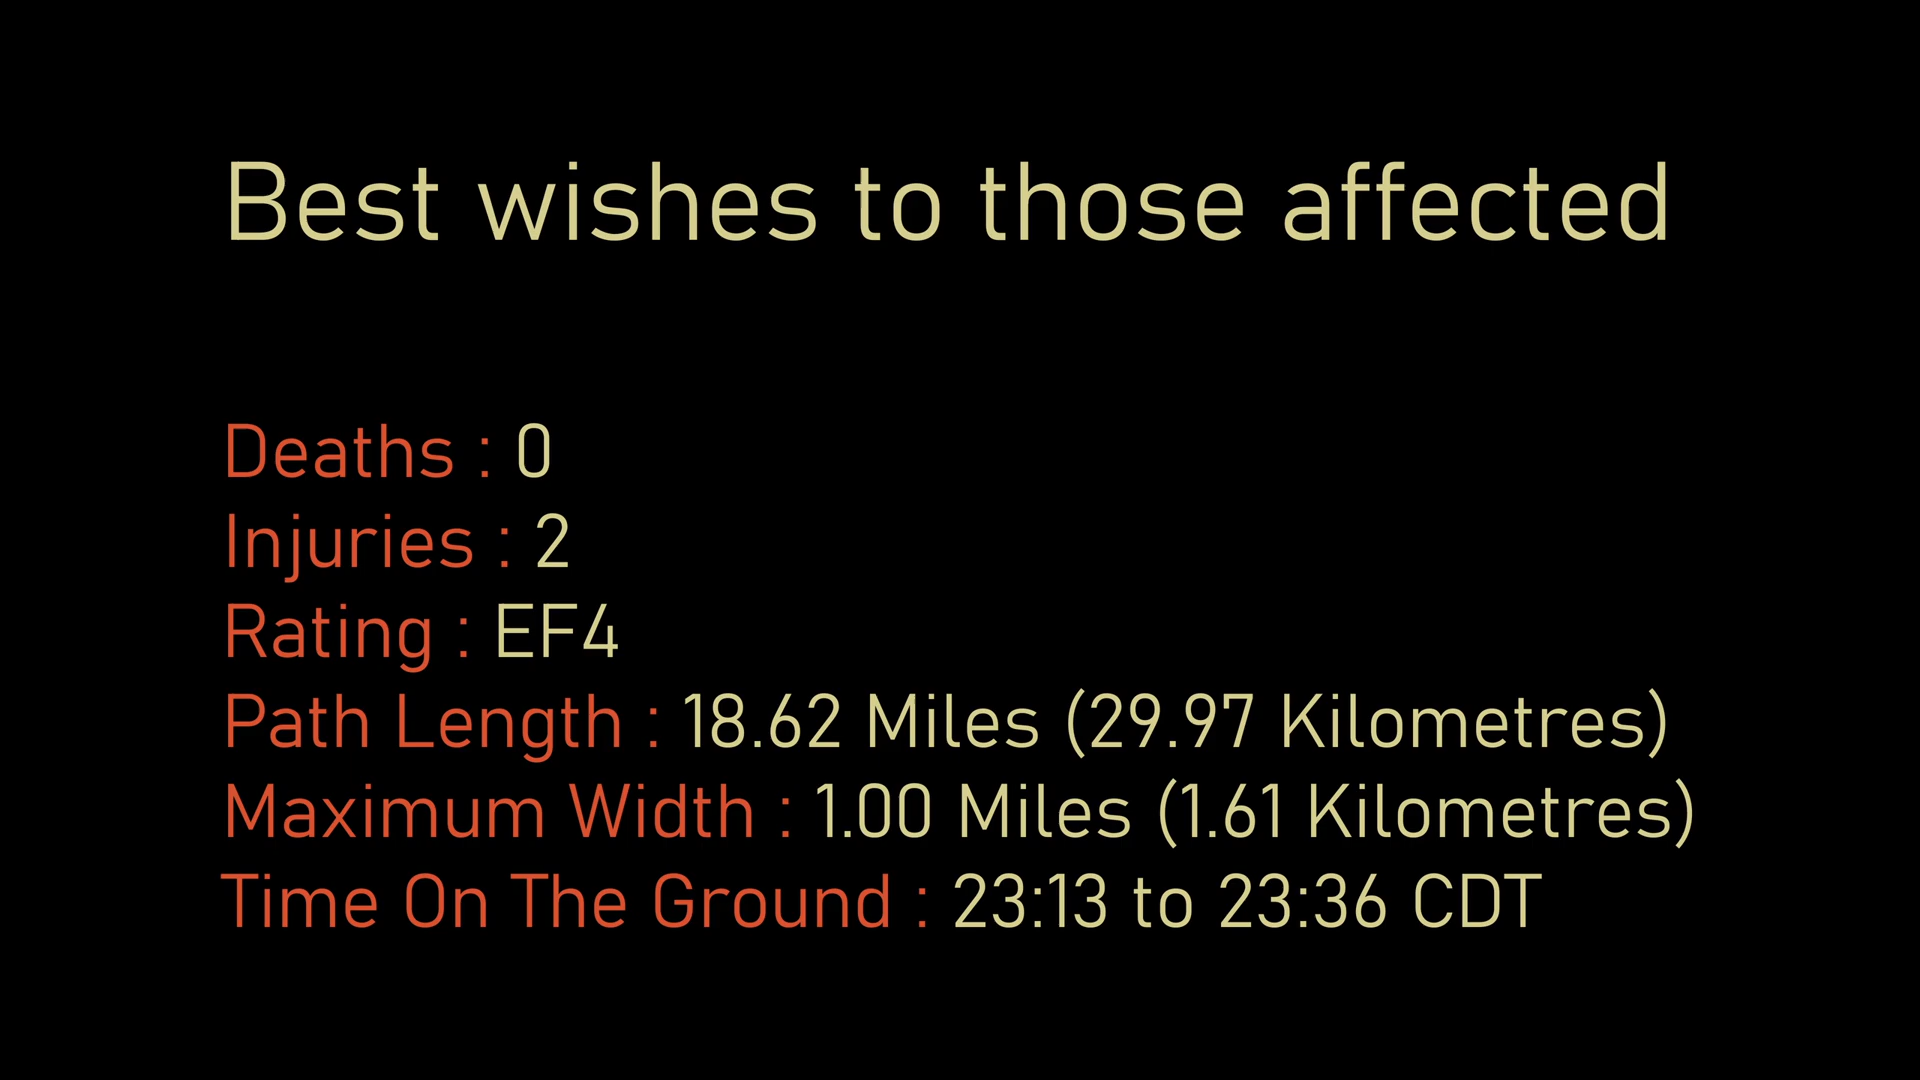 Best wishes to those affected
Deaths : 0
Injuries : 2
Rating : EF4
Path Length : 18.62 Miles (29.97 Kilometres)
Maximum Width : 1.00 Miles (1.61 Kilometres)
Time On The Ground : 23:13 to 23:36 CDT